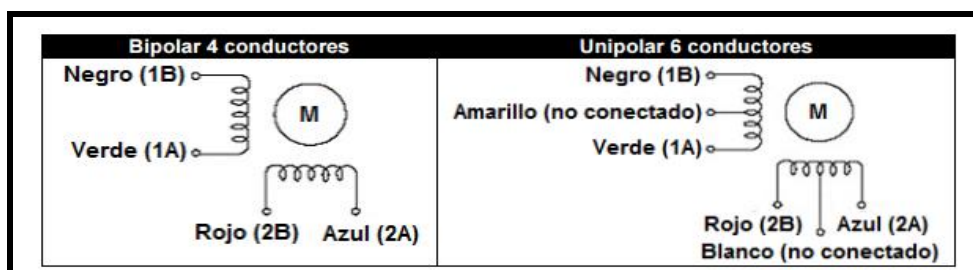 Bipolar 4 conductores
Negro (1B)
M
Verde (1A)
Rojo (2B) Azul (2A)
Unipolar 6 conductores
Negro (1B)
Amarillo (no conectado)
M
Verde (1A)
Rojo (2B) Azul (2A)
Blanco (no conectado)